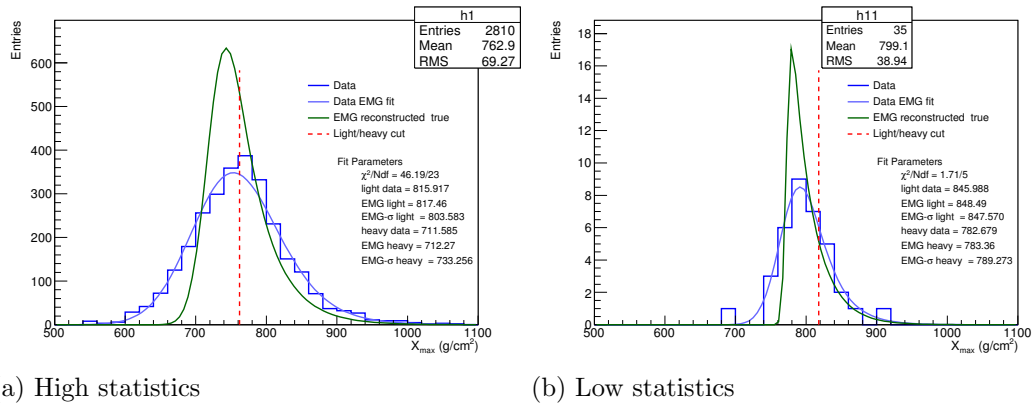 h1
Entries 2810
Mean 762.9
RMS 69.27
Entries
600
500
400
300
200
100
0
500 600 700 800 900 1000 1100
X_max (g/cm²)
Data
Data EMG fit
EMG reconstructed true
Light/heavy cut
Fit Parameters
χ²/Ndf = 46.19/23
light data = 815.917
EMG light = 817.46
EMG-σ light = 803.583
heavy data = 711.585
EMG heavy = 712.27
EMG-σ heavy = 733.256
a) High statistics
h11
Entries 35
Mean 799.1
RMS 38.94
Entries
18
16
14
12
10
8
6
4
2
0
500 600 700 800 900 1000 1100
X_max (g/cm²)
Data
Data EMG fit
EMG reconstructed true
Light/heavy cut
Fit Parameters
χ²/Ndf = 1.71/5
light data = 845.988
EMG light = 848.49
EMG-σ light = 847.570
heavy data = 782.679
EMG heavy = 783.36
EMG-σ heavy = 789.273
(b) Low statistics